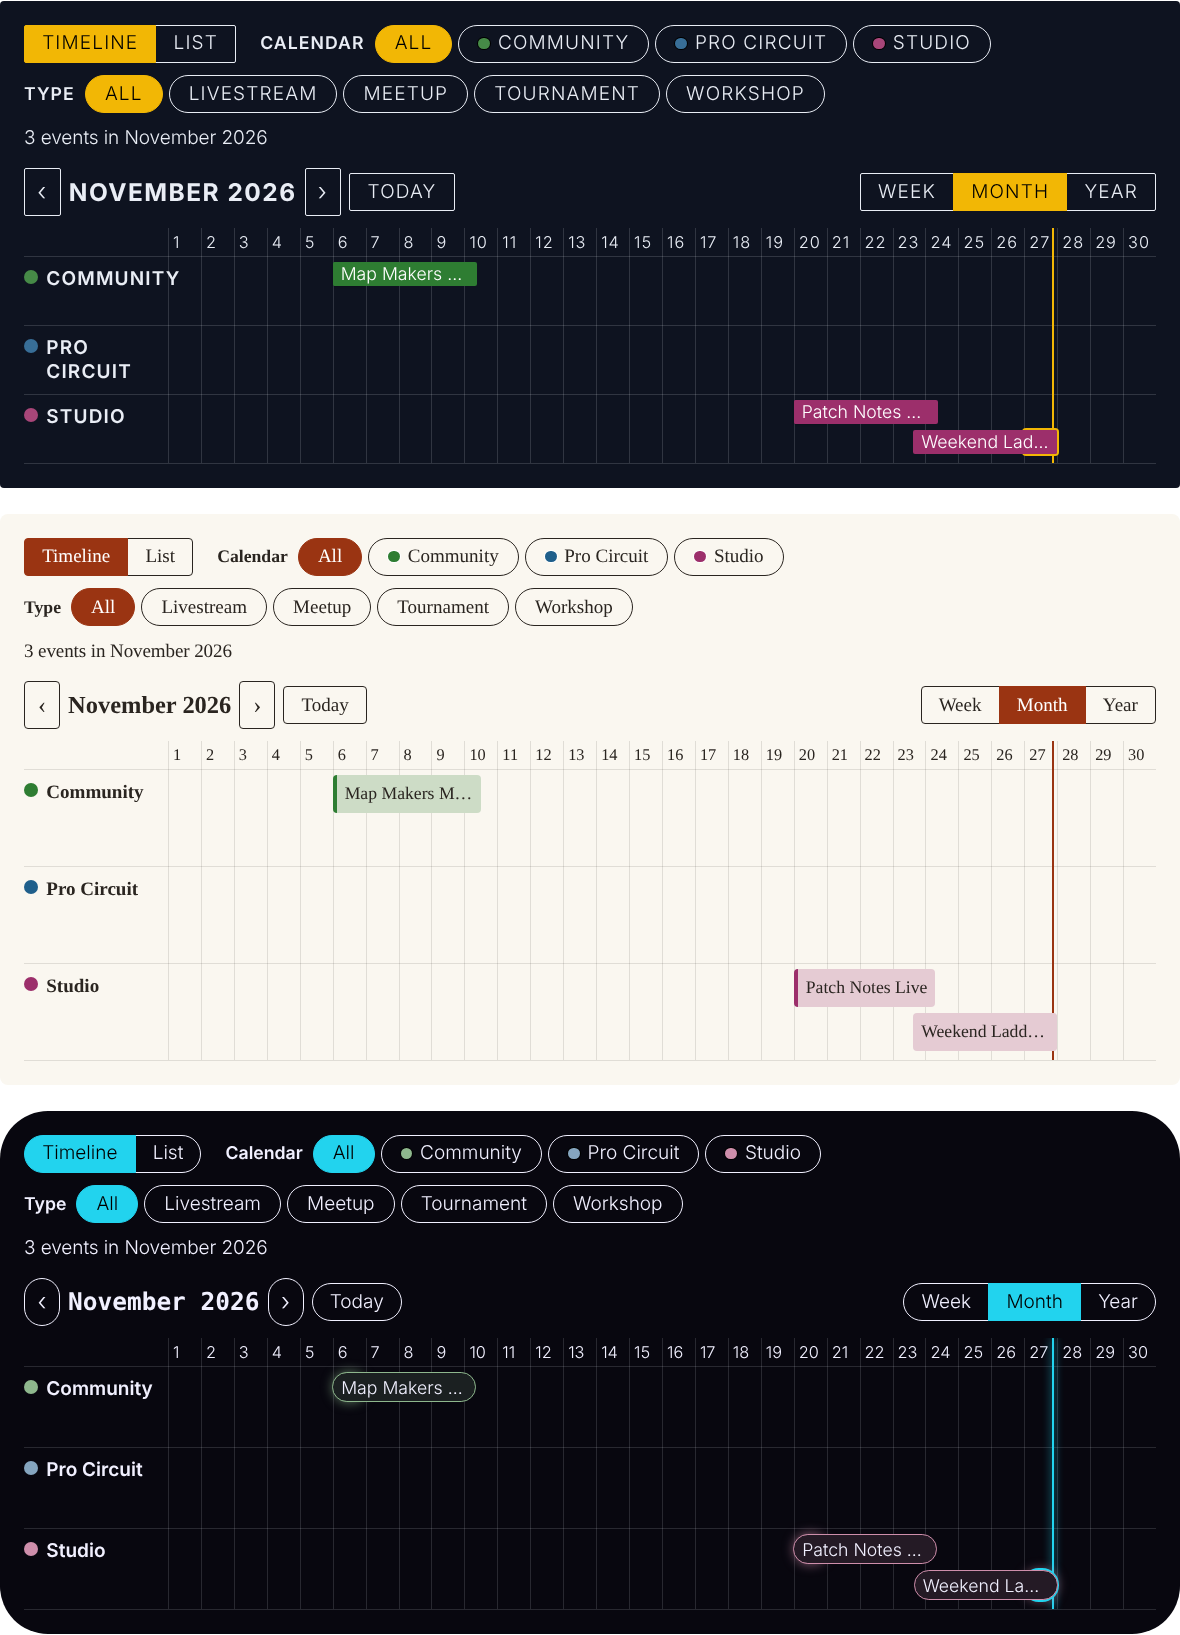 TIMELINE LIST CALENDAR ALL COMMUNITY PRO CIRCUIT STUDIO
TYPE ALL LIVESTREAM MEETUP TOURNAMENT WORKSHOP
3 events in November 2026
‹ NOVEMBER 2026 › TODAY WEEK MONTH YEAR
1 2 3 4 5 6 7 8 9 10 11 12 13 14 15 16 17 18 19 20 21 22 23 24 25 26 27 28 29 30
COMMUNITY Map Makers ...
PRO
CIRCUIT
STUDIO Patch Notes ...
Weekend Lad...
Timeline List Calendar All Community Pro Circuit Studio
Type All Livestream Meetup Tournament Workshop
3 events in November 2026
‹ November 2026 › Today Week Month Year
1 2 3 4 5 6 7 8 9 10 11 12 13 14 15 16 17 18 19 20 21 22 23 24 25 26 27 28 29 30
Community Map Makers M...
Pro Circuit
Studio Patch Notes Live
Weekend Ladd...
Timeline List Calendar All Community Pro Circuit Studio
Type All Livestream Meetup Tournament Workshop
3 events in November 2026
‹ November 2026 › Today Week Month Year
1 2 3 4 5 6 7 8 9 10 11 12 13 14 15 16 17 18 19 20 21 22 23 24 25 26 27 28 29 30
Community Map Makers ...
Pro Circuit
Studio Patch Notes ...
Weekend La...